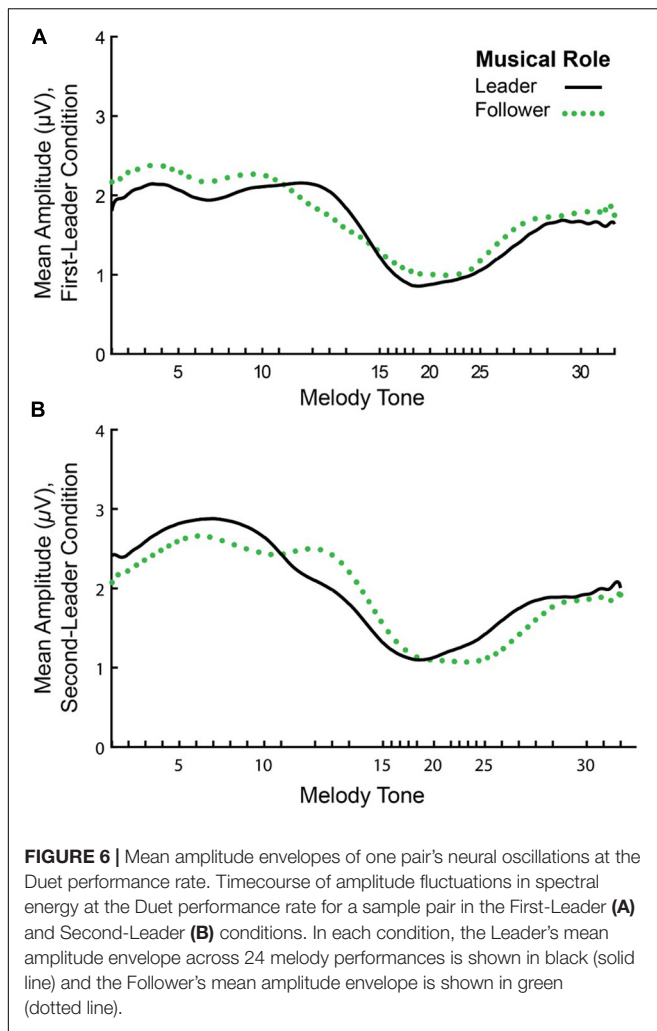 A
4
3
2
1
0
Mean Amplitude (μV),
First-Leader Condition
Musical Role
Leader
Follower
5 10 15 20 25 30
Melody Tone
B
4
3
2
1
0
Mean Amplitude (μV),
Second-Leader Condition
5 10 15 20 25 30
Melody Tone
FIGURE 6 | Mean amplitude envelopes of one pair's neural oscillations at the
Duet performance rate. Timecourse of amplitude fluctuations in spectral
energy at the Duet performance rate for a sample pair in the First-Leader (A)
and Second-Leader (B) conditions. In each condition, the Leader's mean
amplitude envelope across 24 melody performances is shown in black (solid
line) and the Follower's mean amplitude envelope is shown in green
(dotted line).